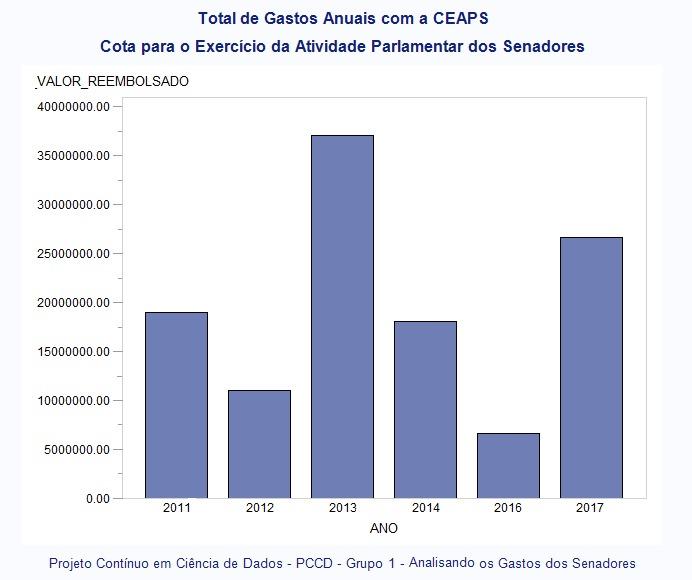 Total de Gastos Anuais com a CEAPS
Cota para o Exercício da Atividade Parlamentar dos Senadores
_VALOR_REEMBOLSADO
40000000.00
35000000.00
30000000.00
25000000.00
20000000.00
15000000.00
10000000.00
5000000.00
0.00
2011 2012 2013 2014 2016 2017
ANO
Projeto Contínuo em Ciência de Dados - PCCD - Grupo 1 - Analisando os Gastos dos Senadores